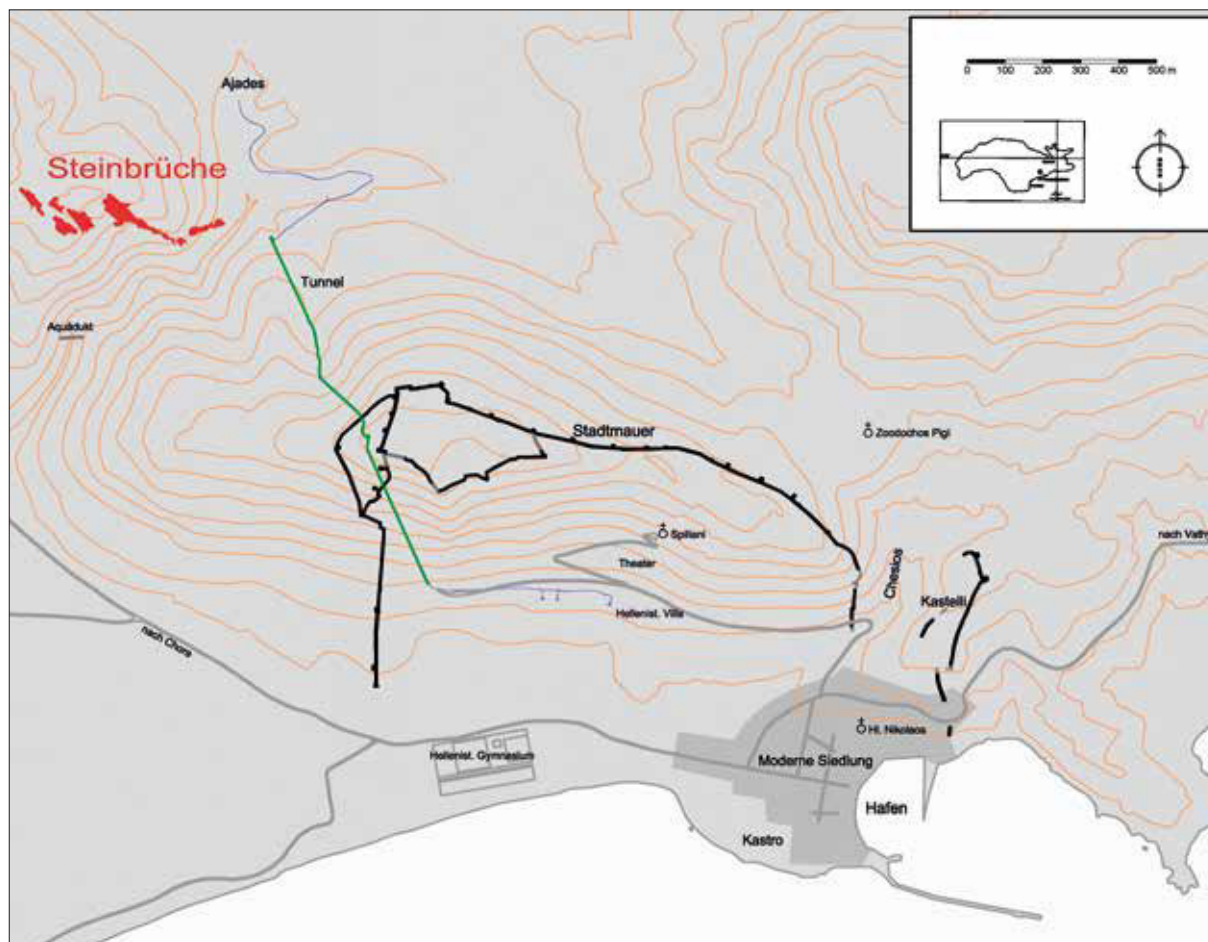 Ajades
0 100 200 300 400 500 m
Steinbrüche
Tunnel
Aquädukt
Stadtmauer
Zoodochos Pigi
Spiliani
nach Vathy
Theater
Chesios
Kastelli
Hellenist. Villa
nach Chora
Hl. Nikolaos
Hellenist. Gymnasium
Moderne Siedlung
Hafen
Kastro